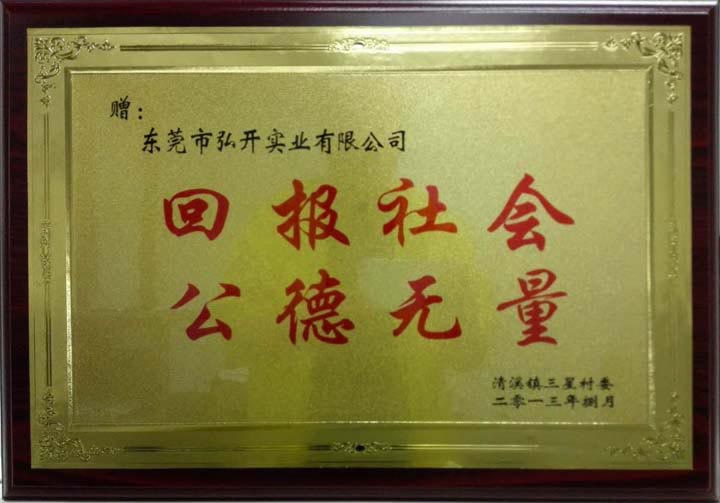 赠：
东莞市弘开实业有限公司
回报社会
公德无量
清溪镇三星村委
二零一三年捌月